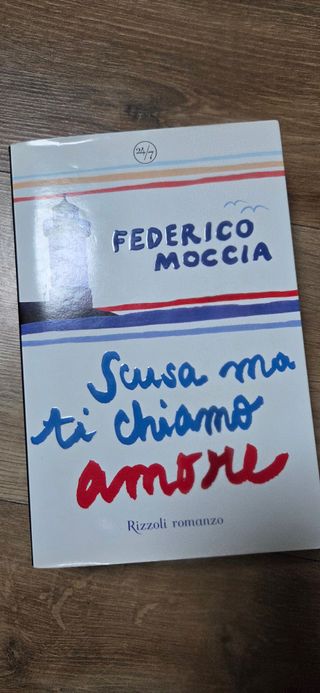 24/7
FEDERICO
MOCCIA
Scusa ma
ti chiamo
amore
Rizzoli romanzo